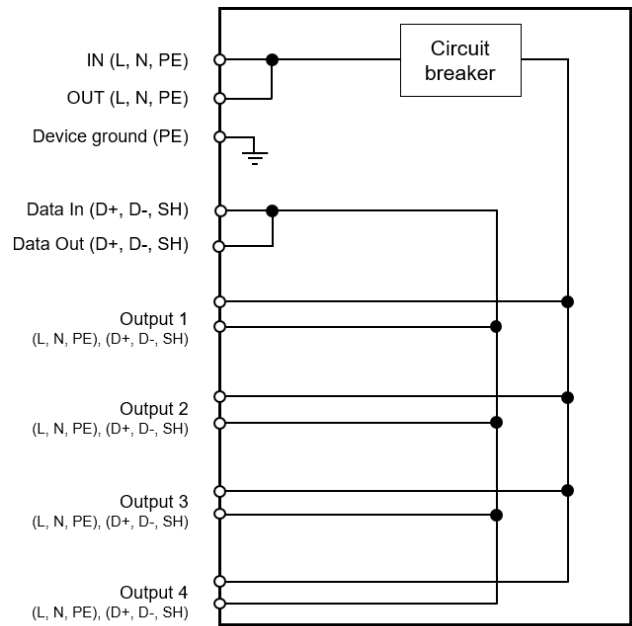 IN (L, N, PE)
Circuit
breaker
OUT (L, N, PE)
Device ground (PE)
Data In (D+, D-, SH)
Data Out (D+, D-, SH)
Output 1
(L, N, PE), (D+, D-, SH)
Output 2
(L, N, PE), (D+, D-, SH)
Output 3
(L, N, PE), (D+, D-, SH)
Output 4
(L, N, PE), (D+, D-, SH)